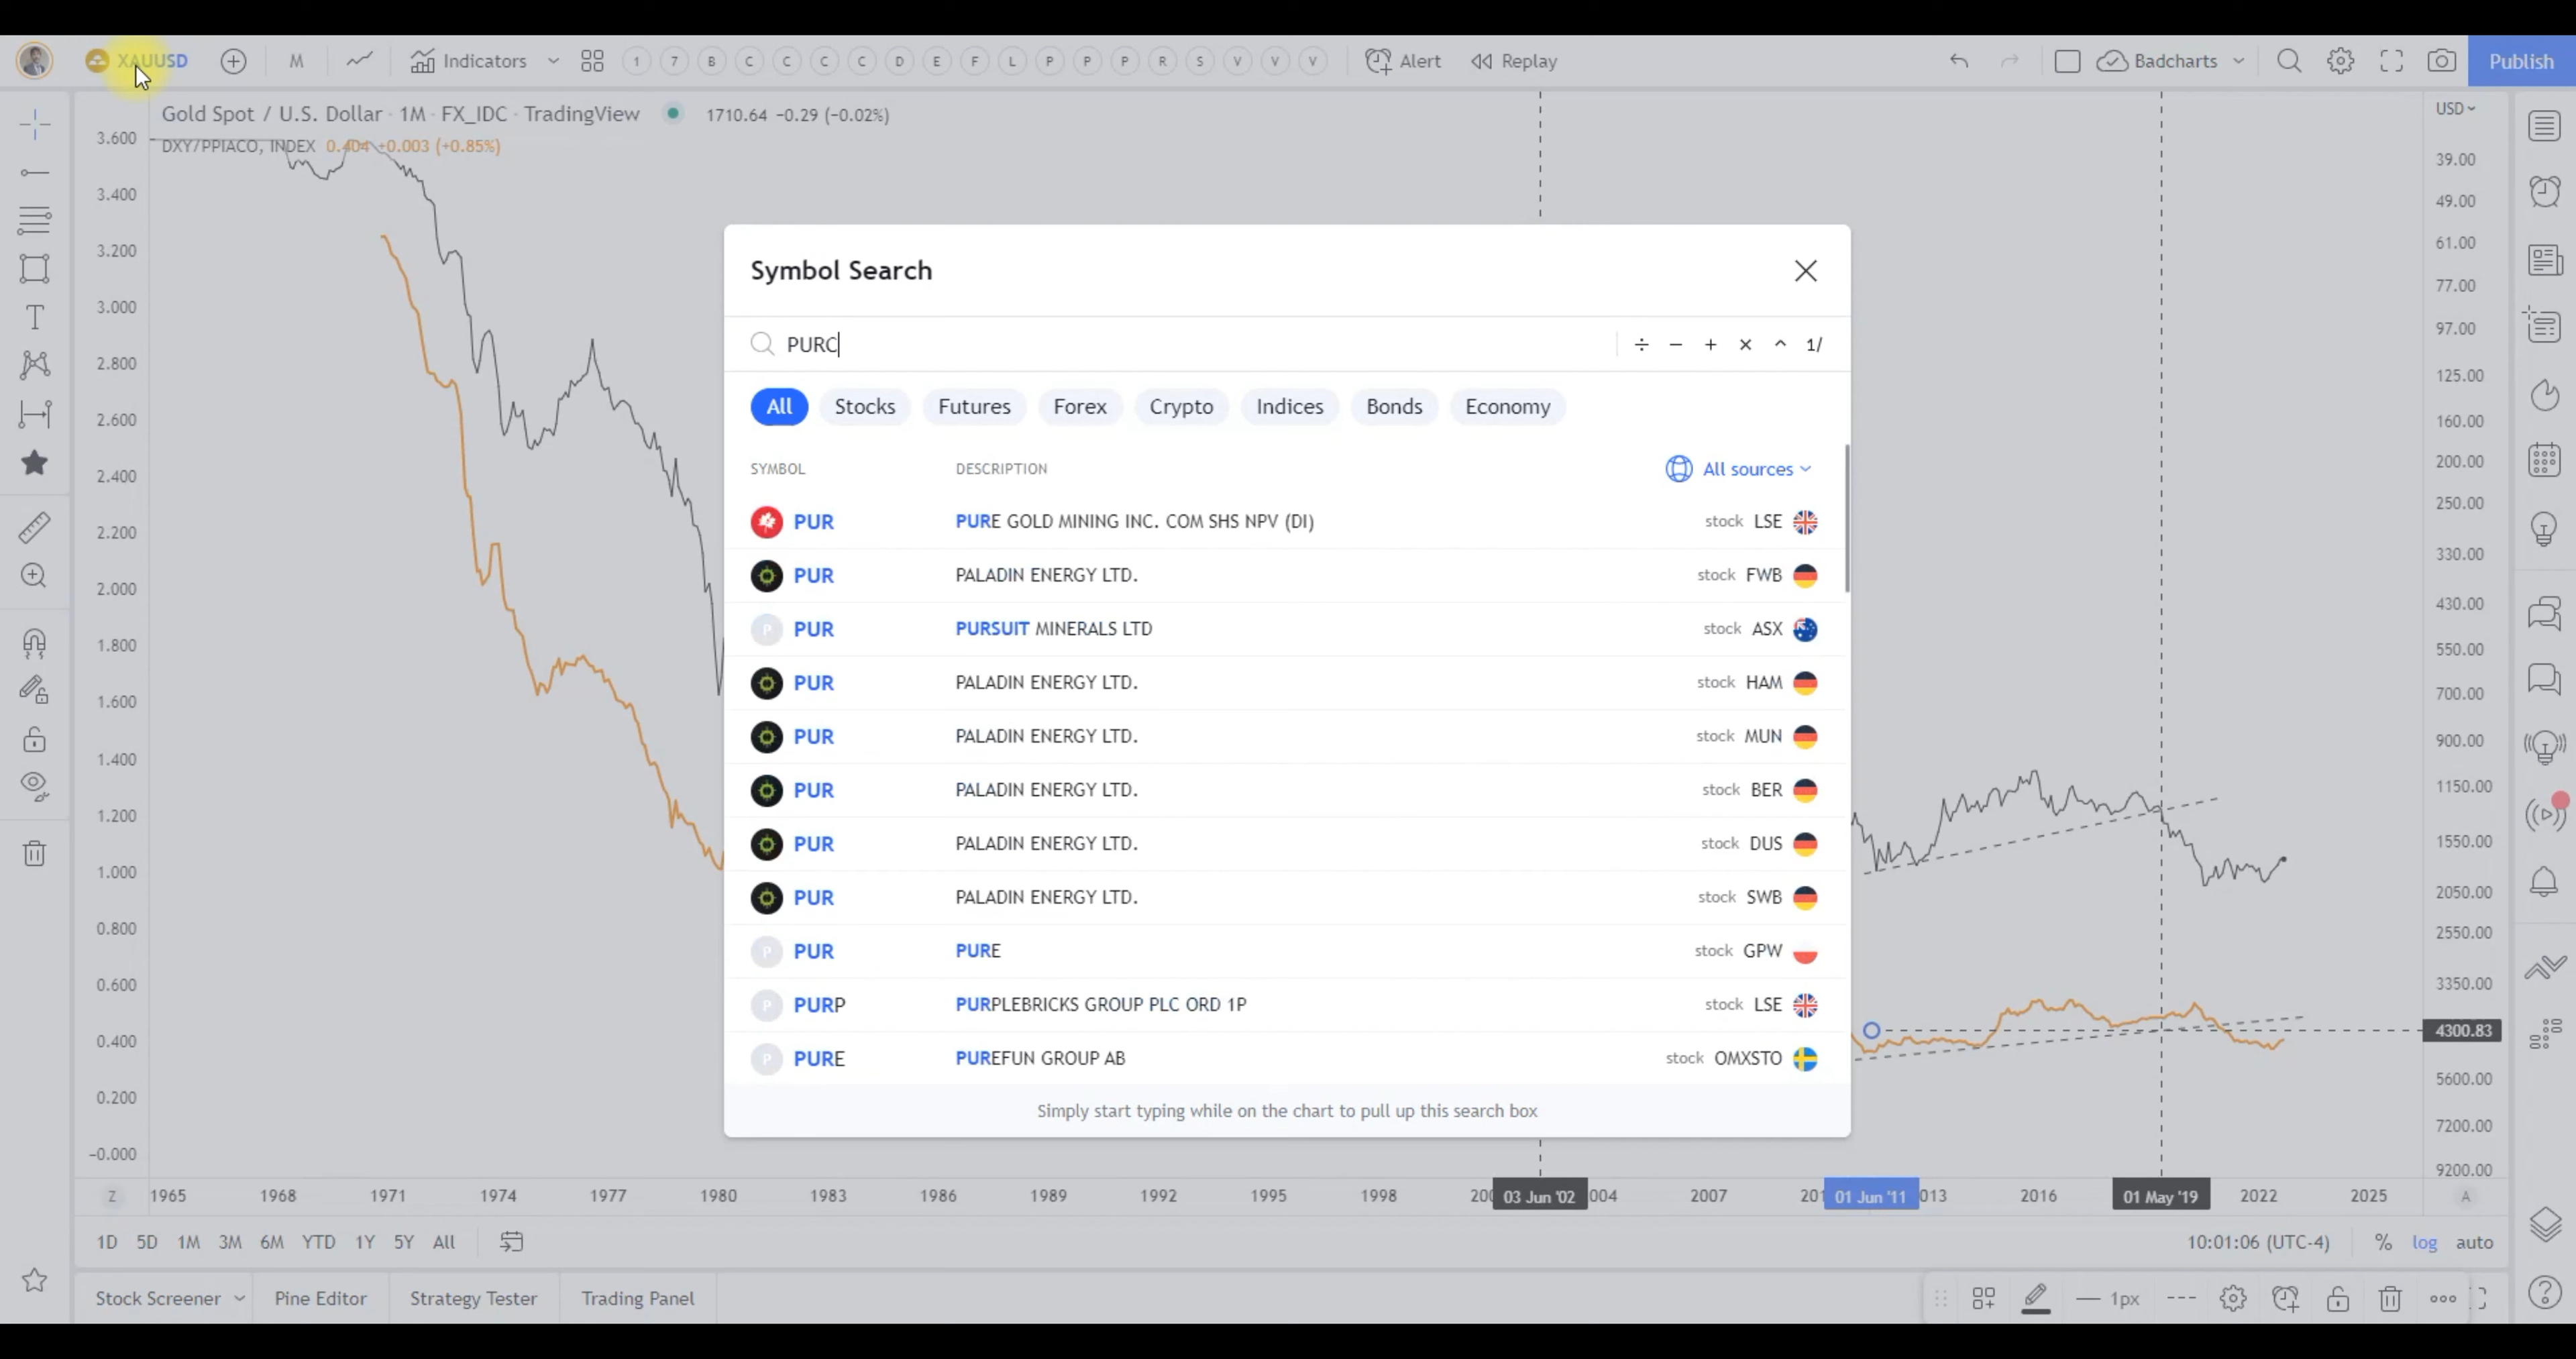 XAUUSD M Indicators 1 7 B C C C C D E F L P P P R S V V V Alert Replay Badcharts Publish
Gold Spot / U.S. Dollar · 1M · FX_IDC · TradingView 1710.64 −0.29 (−0.02%) USD
DXY/PPIACO, INDEX 0.404 +0.003 (+0.85%)
3.600
3.400
3.200
3.000
2.800
2.600
2.400
2.200
2.000
1.800
1.600
1.400
1.200
1.000
0.800
0.600
0.400
0.200
−0.000
Symbol Search
PURC ÷ − + × ^ 1/
All Stocks Futures Forex Crypto Indices Bonds Economy
SYMBOL DESCRIPTION All sources
PUR PURE GOLD MINING INC. COM SHS NPV (DI) stock LSE
PUR PALADIN ENERGY LTD. stock FWB
P PUR PURSUIT MINERALS LTD stock ASX
PUR PALADIN ENERGY LTD. stock HAM
PUR PALADIN ENERGY LTD. stock MUN
PUR PALADIN ENERGY LTD. stock BER
PUR PALADIN ENERGY LTD. stock DUS
PUR PALADIN ENERGY LTD. stock SWB
P PUR PURE stock GPW
P PURP PURPLEBRICKS GROUP PLC ORD 1P stock LSE
P PURE PUREFUN GROUP AB stock OMXSTO
Simply start typing while on the chart to pull up this search box
39.00
49.00
61.00
77.00
97.00
125.00
160.00
200.00
250.00
330.00
430.00
550.00
700.00
900.00
1150.00
1550.00
2050.00
2550.00
3350.00
4300.83
5600.00
7200.00
9200.00
Z 1965 1968 1971 1974 1977 1980 1983 1986 1989 1992 1995 1998 200 03 Jun '02 004 2007 201 01 Jun '11 013 2016 01 May '19 2022 2025 A
1D 5D 1M 3M 6M YTD 1Y 5Y All 10:01:06 (UTC-4) % log auto
Stock Screener Pine Editor Strategy Tester Trading Panel 1px